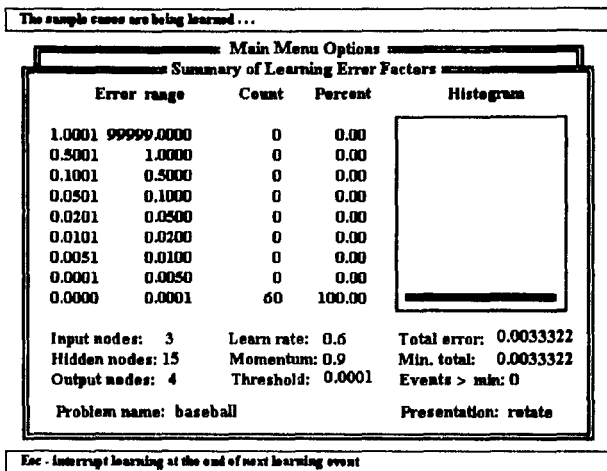 The sample cases are being learned . . .
Main Menu Options
Summary of Learning Error Factors
Error range Count Percent Histogram
1.0001 99999.0000 0 0.00
0.5001 1.0000 0 0.00
0.1001 0.5000 0 0.00
0.0501 0.1000 0 0.00
0.0201 0.0500 0 0.00
0.0101 0.0200 0 0.00
0.0051 0.0100 0 0.00
0.0001 0.0050 0 0.00
0.0000 0.0001 60 100.00
Input nodes: 3 Learn rate: 0.6 Total error: 0.0033322
Hidden nodes: 15 Momentum: 0.9 Min. total: 0.0033322
Output nodes: 4 Threshold: 0.0001 Events > min: 0
Problem name: baseball Presentation: rotate
Esc - interrupt learning at the end of next learning event